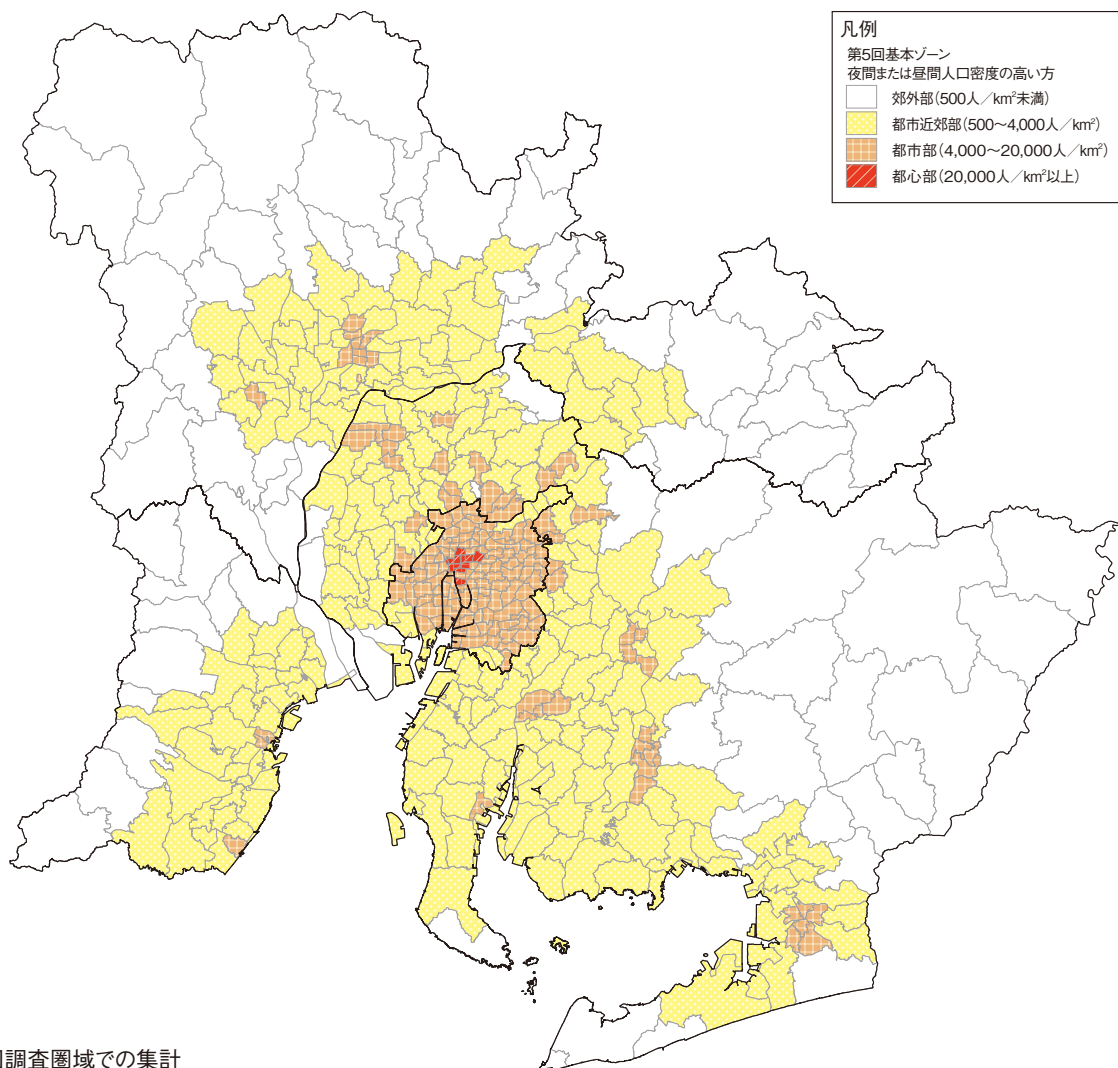 凡例
第5回基本ゾーン
夜間または昼間人口密度の高い方
郊外部(500人／km²未満)
都市近郊部(500～4,000人／km²)
都市部(4,000～20,000人／km²)
都心部(20,000人／km²以上)
調査圏域での集計